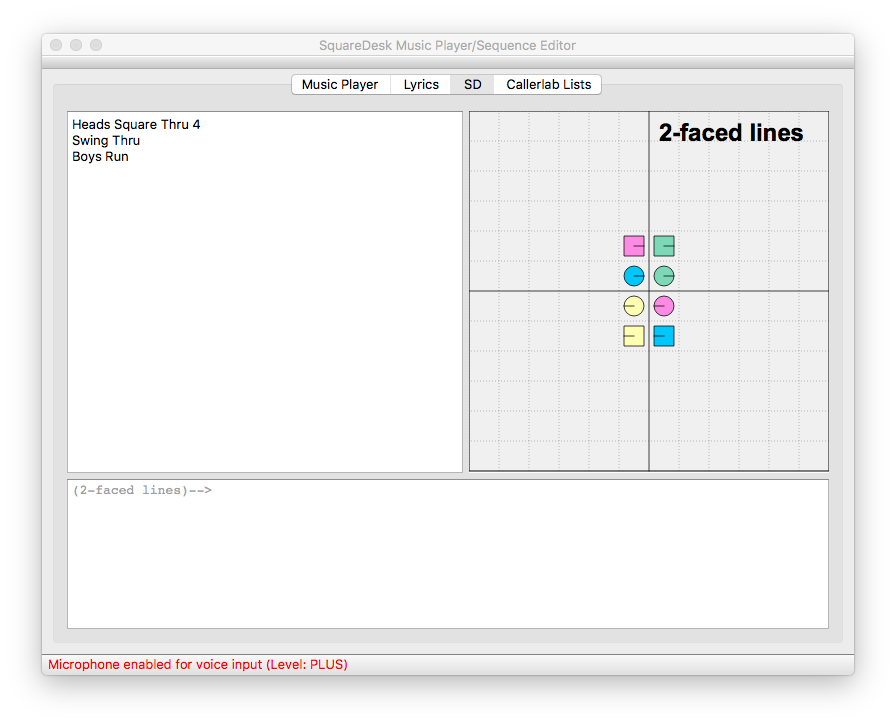 SquareDesk Music Player/Sequence Editor
Music Player Lyrics SD Callerlab Lists
Heads Square Thru 4
Swing Thru
Boys Run
2-faced lines
(2-faced lines)-->
Microphone enabled for voice input (Level: PLUS)